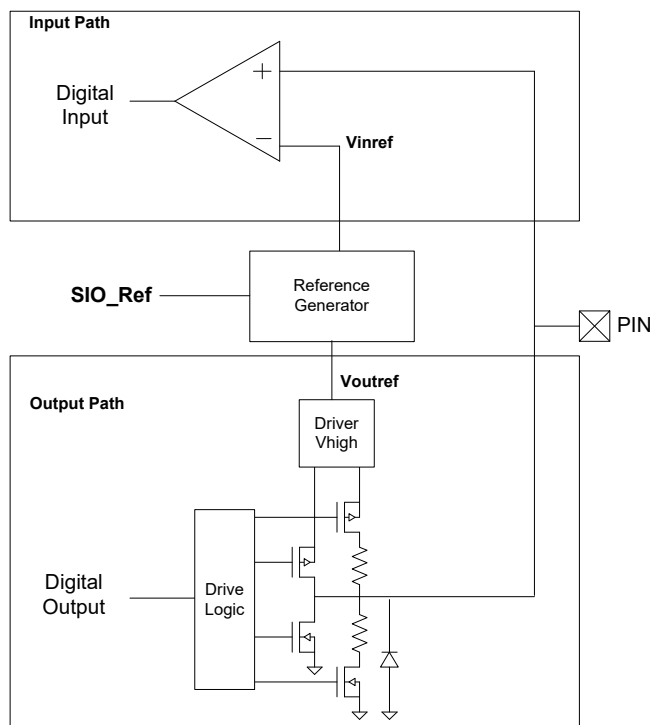 Input Path
Digital
Input
+
−
Vinref
SIO_Ref
Reference
Generator
PIN
Voutref
Output Path
Driver
Vhigh
Digital
Output
Drive
Logic